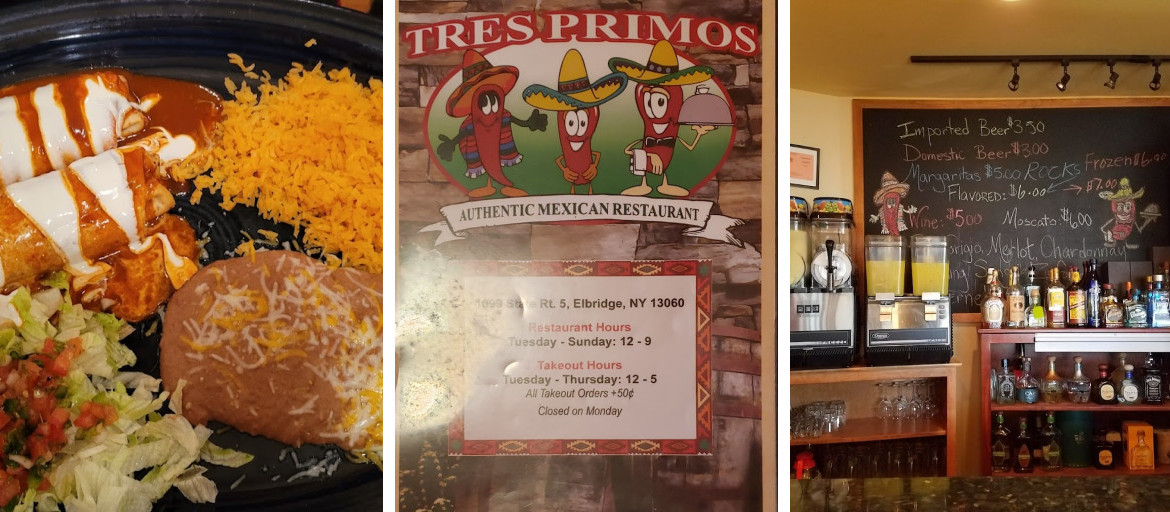 TRES PRIMOS
AUTHENTIC MEXICAN RESTAURANT
Rt. 5, Elbridge, NY 13060
Restaurant Hours
Tuesday - Sunday: 12 - 9
Takeout Hours
Tuesday - Thursday: 12 - 5
All Takeout Orders +50¢
Closed on Monday
Imported Beer $3.50
Domestic Beer $3.00
Margaritas $5.00 ROCKS Frozen $6.00
Flavored: $6.00 → $7.00
Wine: $5.00 Moscato: $6.00
Merlot, Chardonnay